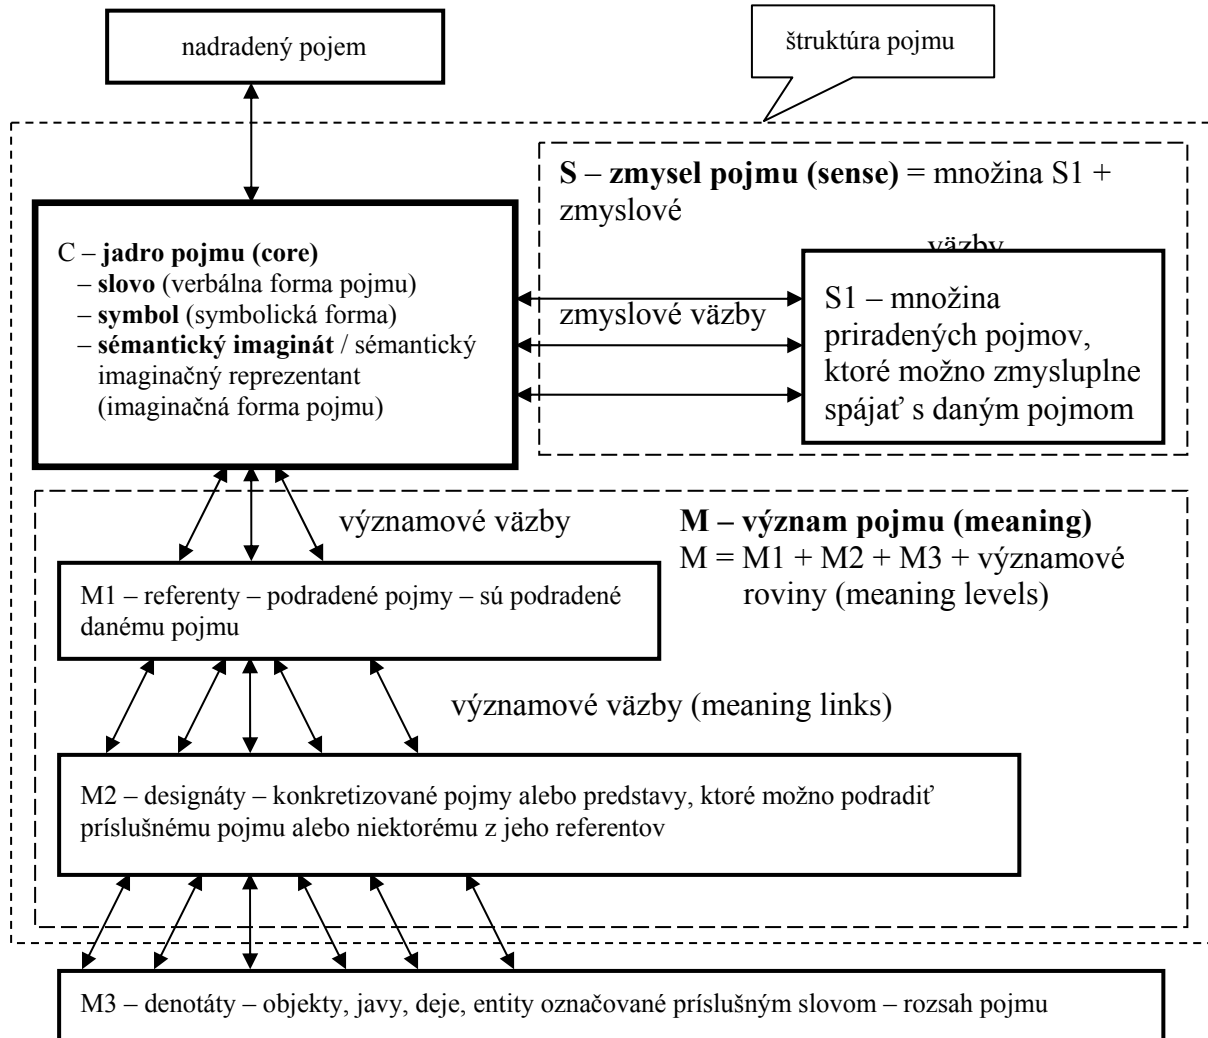 nadradený pojem
štruktúra pojmu
S – zmysel pojmu (sense) = množina S1 +
zmyslové
väzby
C – jadro pojmu (core)
– slovo (verbálna forma pojmu)
– symbol (symbolická forma)
– sémantický imaginát / sémantický
imaginačný reprezentant
(imaginačná forma pojmu)
zmyslové väzby
S1 – množina
priradených pojmov,
ktoré možno zmysluplne
spájať s daným pojmom
významové väzby
M – význam pojmu (meaning)
M = M1 + M2 + M3 + významové
roviny (meaning levels)
M1 – referenty – podradené pojmy – sú podradené
danému pojmu
významové väzby (meaning links)
M2 – designáty – konkretizované pojmy alebo predstavy, ktoré možno podradiť
príslušnému pojmu alebo niektorému z jeho referentov
M3 – denotáty – objekty, javy, deje, entity označované príslušným slovom – rozsah pojmu